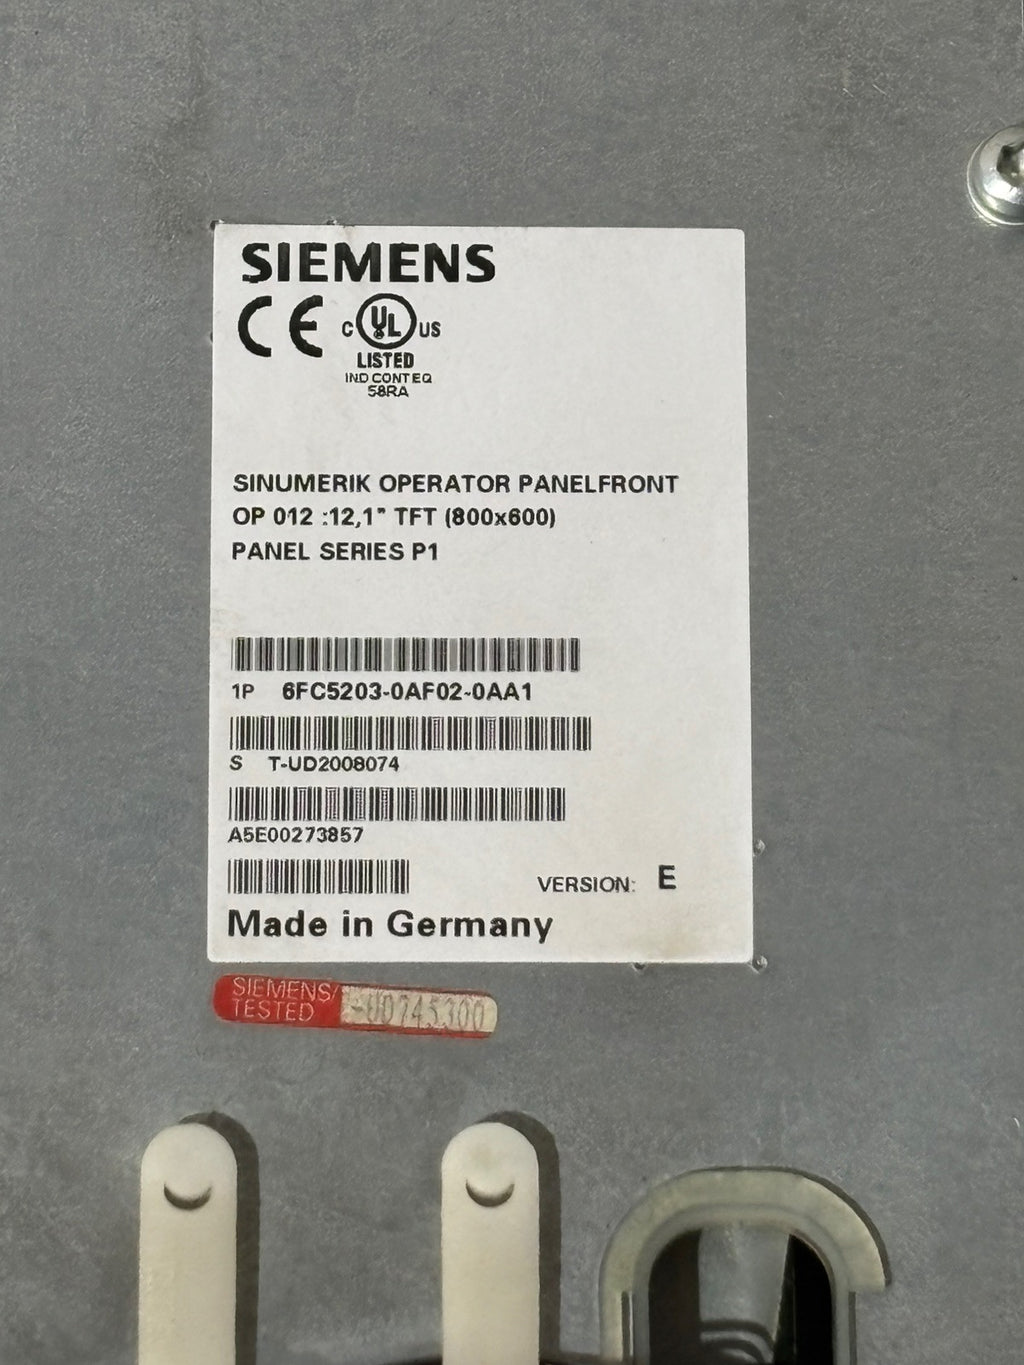 SIEMENS
CE
C UL US
LISTED
IND CONT EQ
58RA
SINUMERIK OPERATOR PANELFRONT
OP 012 :12,1" TFT (800x600)
PANEL SERIES P1
1P 6FC5203-0AF02-0AA1
S T-UD2008074
A5E00273857
VERSION: E
Made in Germany
SIEMENS/
TESTED